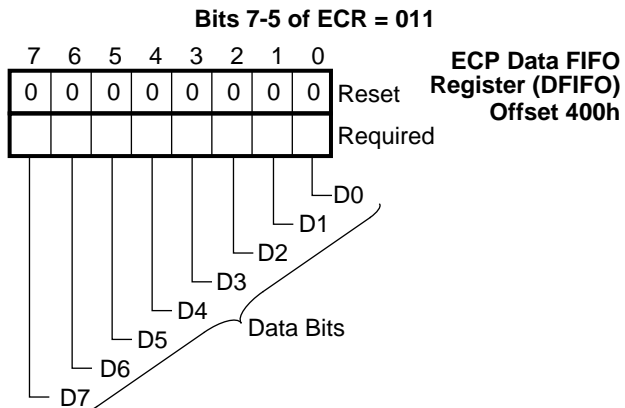 Bits 7-5 of ECR = 011
7 6 5 4 3 2 1 0
ECP Data FIFO
Register (DFIFO)
Offset 400h
0 0 0 0 0 0 0 0 Reset
Required
D0
D1
D2
D3
D4
D5
D6
D7
Data Bits